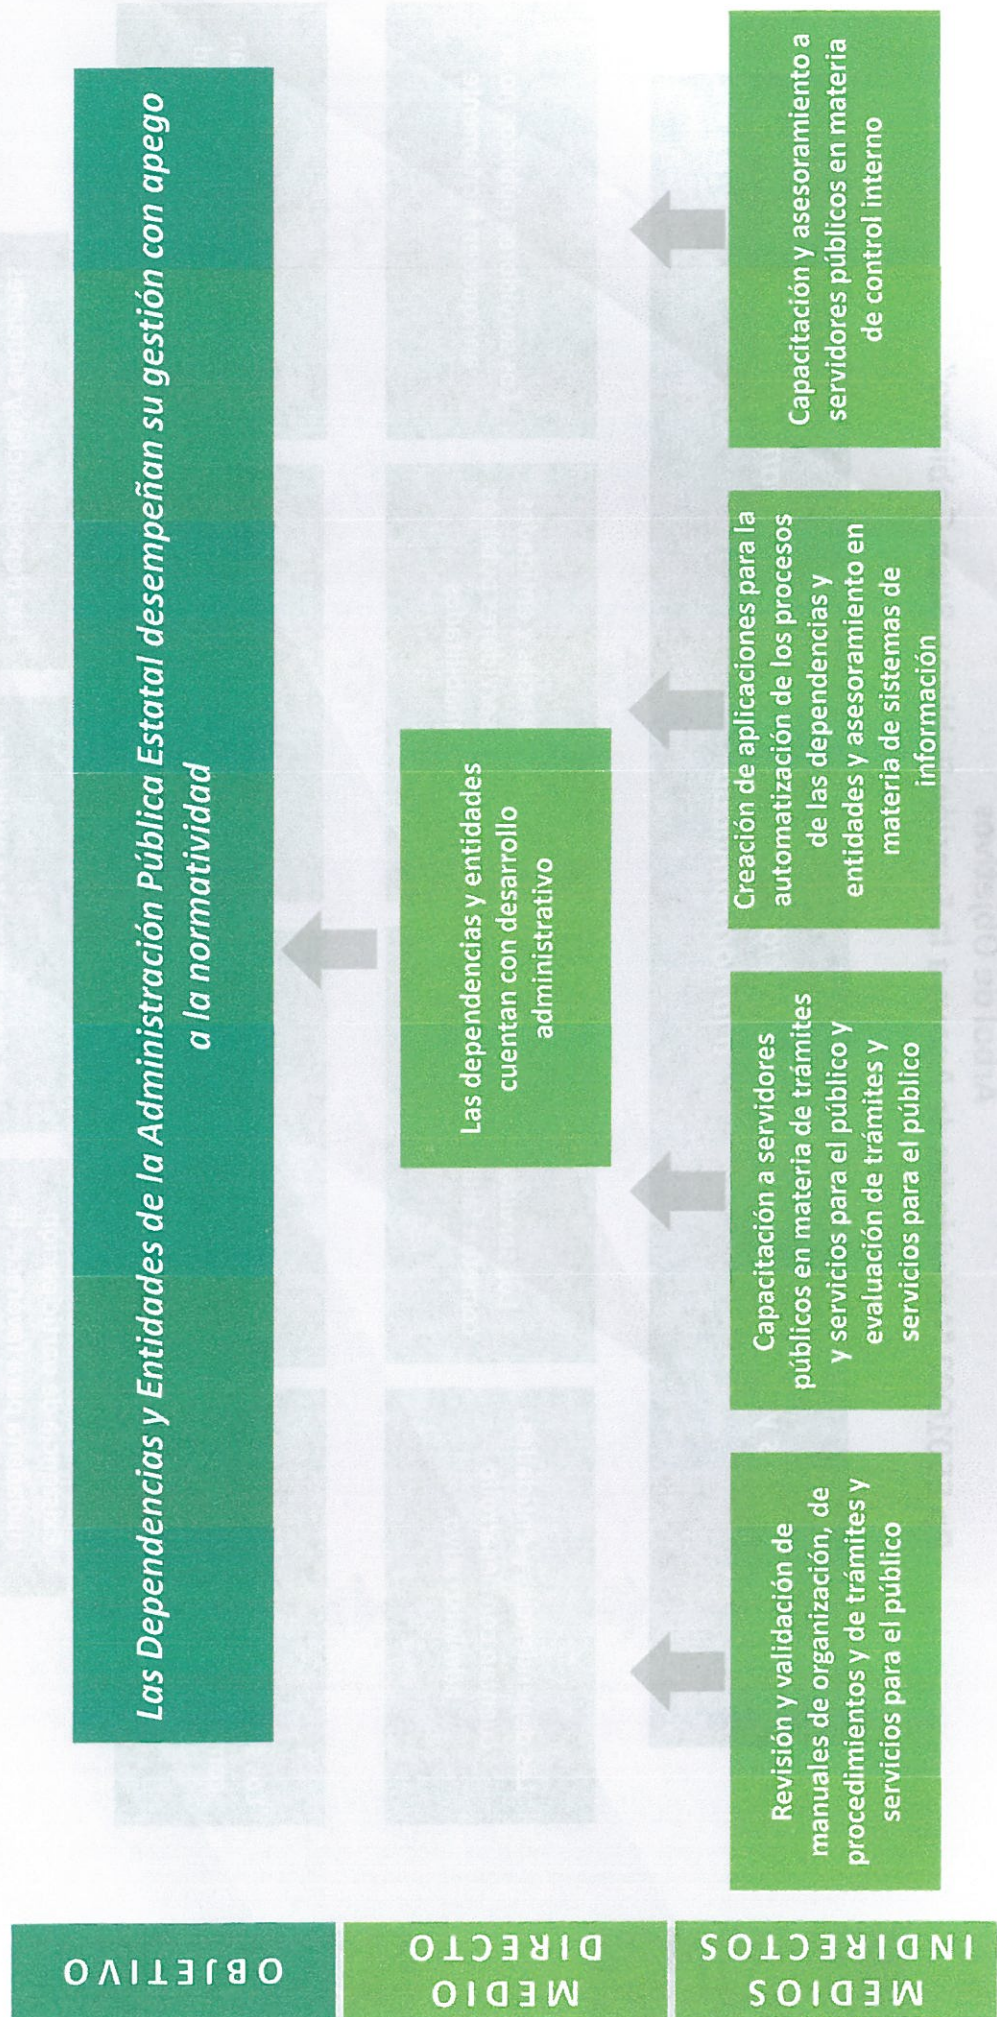 OBJETIVO
Las Dependencias y Entidades de la Administración Pública Estatal desempeñan su gestión con apego
a la normatividad
MEDIO
DIRECTO
Las dependencias y entidades
cuentan con desarrollo
administrativo
MEDIOS
INDIRECTOS
Revisión y validación de
manuales de organización, de
procedimientos y de trámites y
servicios para el público
Capacitación a servidores
públicos en materia de trámites
y servicios para el público y
evaluación de trámites y
servicios para el público
Creación de aplicaciones para la
automatización de los procesos
de las dependencias y
entidades y asesoramiento en
materia de sistemas de
información
Capacitación y asesoramiento a
servidores públicos en materia
de control interno